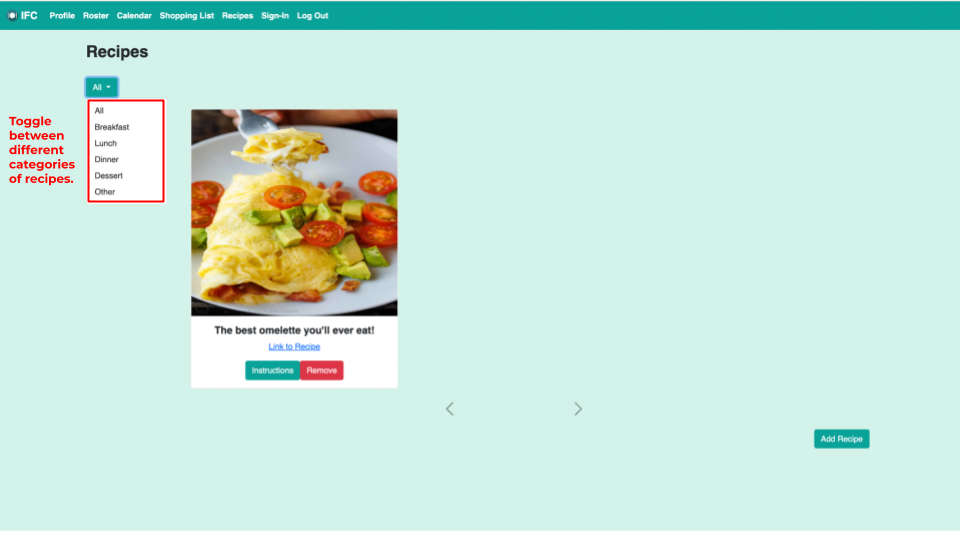 IFC Profile Roster Calendar Shopping List Recipes Sign-In Log Out
Recipes
All
All
Breakfast
Lunch
Dinner
Dessert
Other
Toggle
between
different
categories
of recipes.
The best omelette you'll ever eat!
Link to Recipe
Instructions Remove
Add Recipe